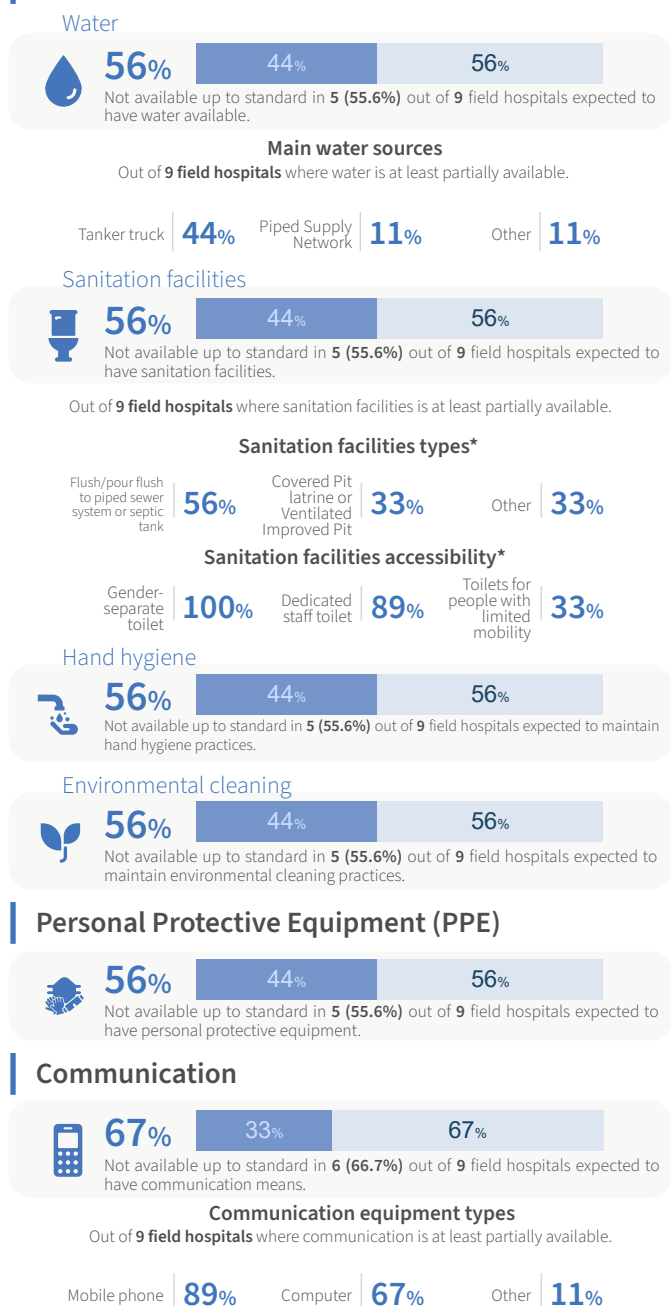 Water
56%
44%
56%
Not available up to standard in 5 (55.6%) out of 9 field hospitals expected to
have water available.
Main water sources
Out of 9 field hospitals where water is at least partially available.
Tanker truck
44%
Piped Supply
Network
11%
Other
11%
Sanitation facilities
56%
44%
56%
Not available up to standard in 5 (55.6%) out of 9 field hospitals expected to
have sanitation facilities.
Out of 9 field hospitals where sanitation facilities is at least partially available.
Sanitation facilities types*
Flush/pour flush
to piped sewer
system or septic
tank
56%
Covered Pit
latrine or
Ventilated
Improved Pit
33%
Other
33%
Sanitation facilities accessibility*
Gender-
separate
toilet
100%
Dedicated
staff toilet
89%
Toilets for
people with
limited
mobility
33%
Hand hygiene
56%
44%
56%
Not available up to standard in 5 (55.6%) out of 9 field hospitals expected to maintain
hand hygiene practices.
Environmental cleaning
56%
44%
56%
Not available up to standard in 5 (55.6%) out of 9 field hospitals expected to
maintain environmental cleaning practices.
Personal Protective Equipment (PPE)
56%
44%
56%
Not available up to standard in 5 (55.6%) out of 9 field hospitals expected to
have personal protective equipment.
Communication
67%
33%
67%
Not available up to standard in 6 (66.7%) out of 9 field hospitals expected to
have communication means.
Communication equipment types
Out of 9 field hospitals where communication is at least partially available.
Mobile phone
89%
Computer
67%
Other
11%